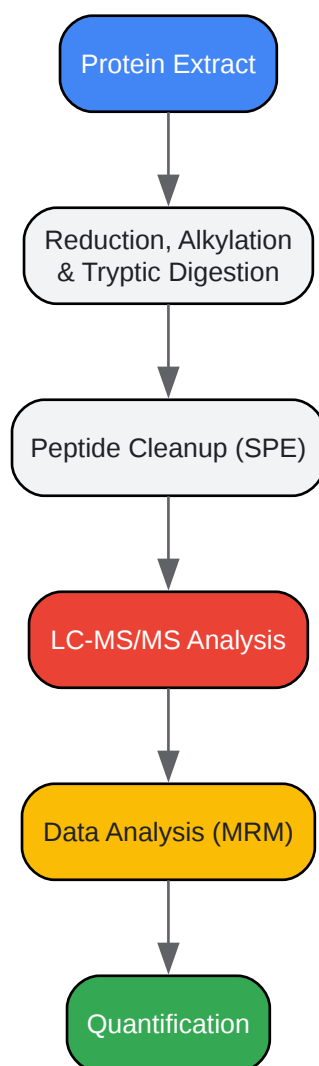 Protein Extract
Reduction, Alkylation
& Tryptic Digestion
Peptide Cleanup (SPE)
LC-MS/MS Analysis
Data Analysis (MRM)
Quantification